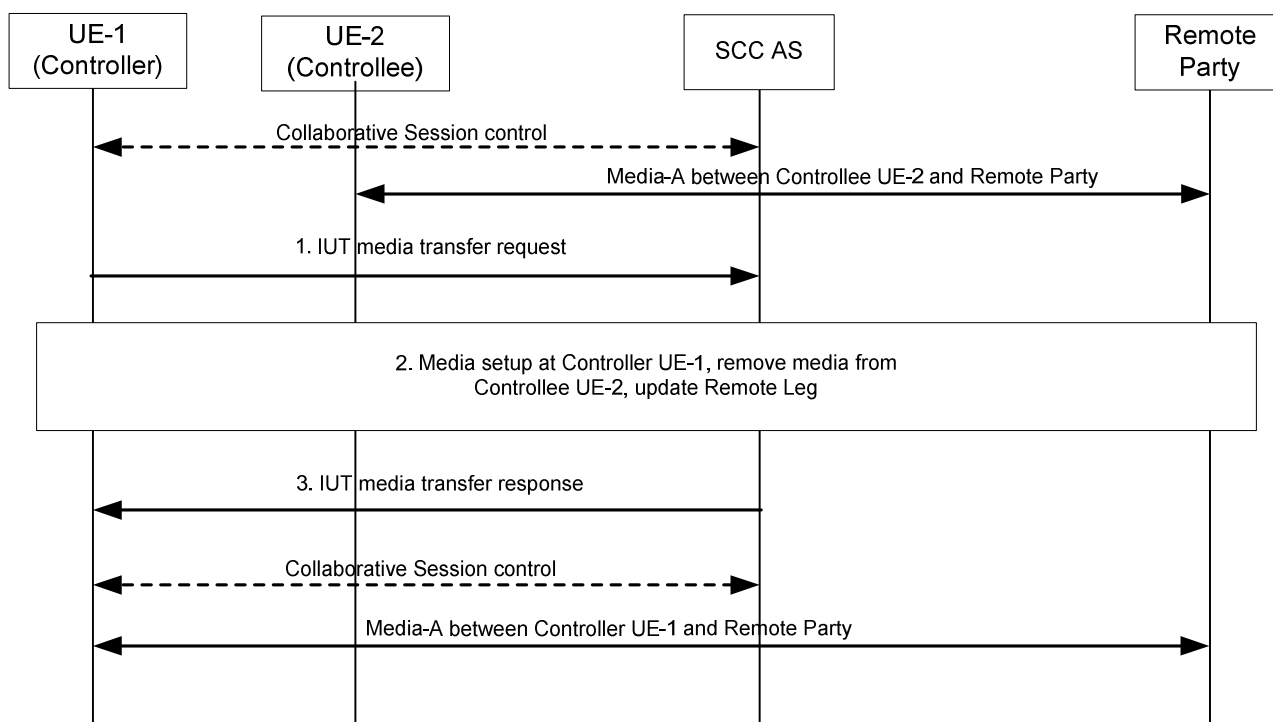 UE-1
(Controller)
UE-2
(Controllee)
SCC AS
Remote
Party
Collaborative Session control
Media-A between Controllee UE-2 and Remote Party
1. IUT media transfer request
2. Media setup at Controller UE-1, remove media from
Controllee UE-2, update Remote Leg
3. IUT media transfer response
Collaborative Session control
Media-A between Controller UE-1 and Remote Party